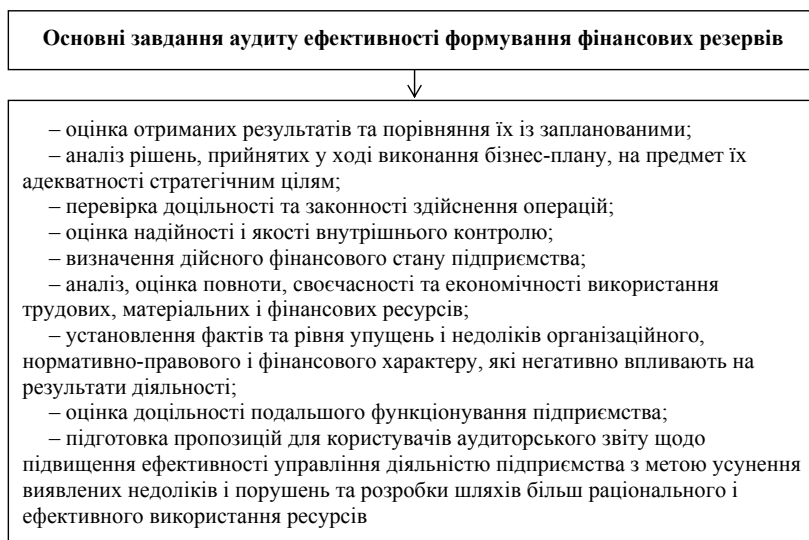 Основні завдання аудиту ефективності формування фінансових резервів
– оцінка отриманих результатів та порівняння їх із запланованими;
– аналіз рішень, прийнятих у ході виконання бізнес-плану, на предмет їх
адекватності стратегічним цілям;
– перевірка доцільності та законності здійснення операцій;
– оцінка надійності і якості внутрішнього контролю;
– визначення дійсного фінансового стану підприємства;
– аналіз, оцінка повноти, своєчасності та економічності використання
трудових, матеріальних і фінансових ресурсів;
– установлення фактів та рівня упущень і недоліків організаційного,
нормативно-правового і фінансового характеру, які негативно впливають на
результати діяльності;
– оцінка доцільності подальшого функціонування підприємства;
– підготовка пропозицій для користувачів аудиторського звіту щодо
підвищення ефективності управління діяльністю підприємства з метою усунення
виявлених недоліків і порушень та розробки шляхів більш раціонального і
ефективного використання ресурсів